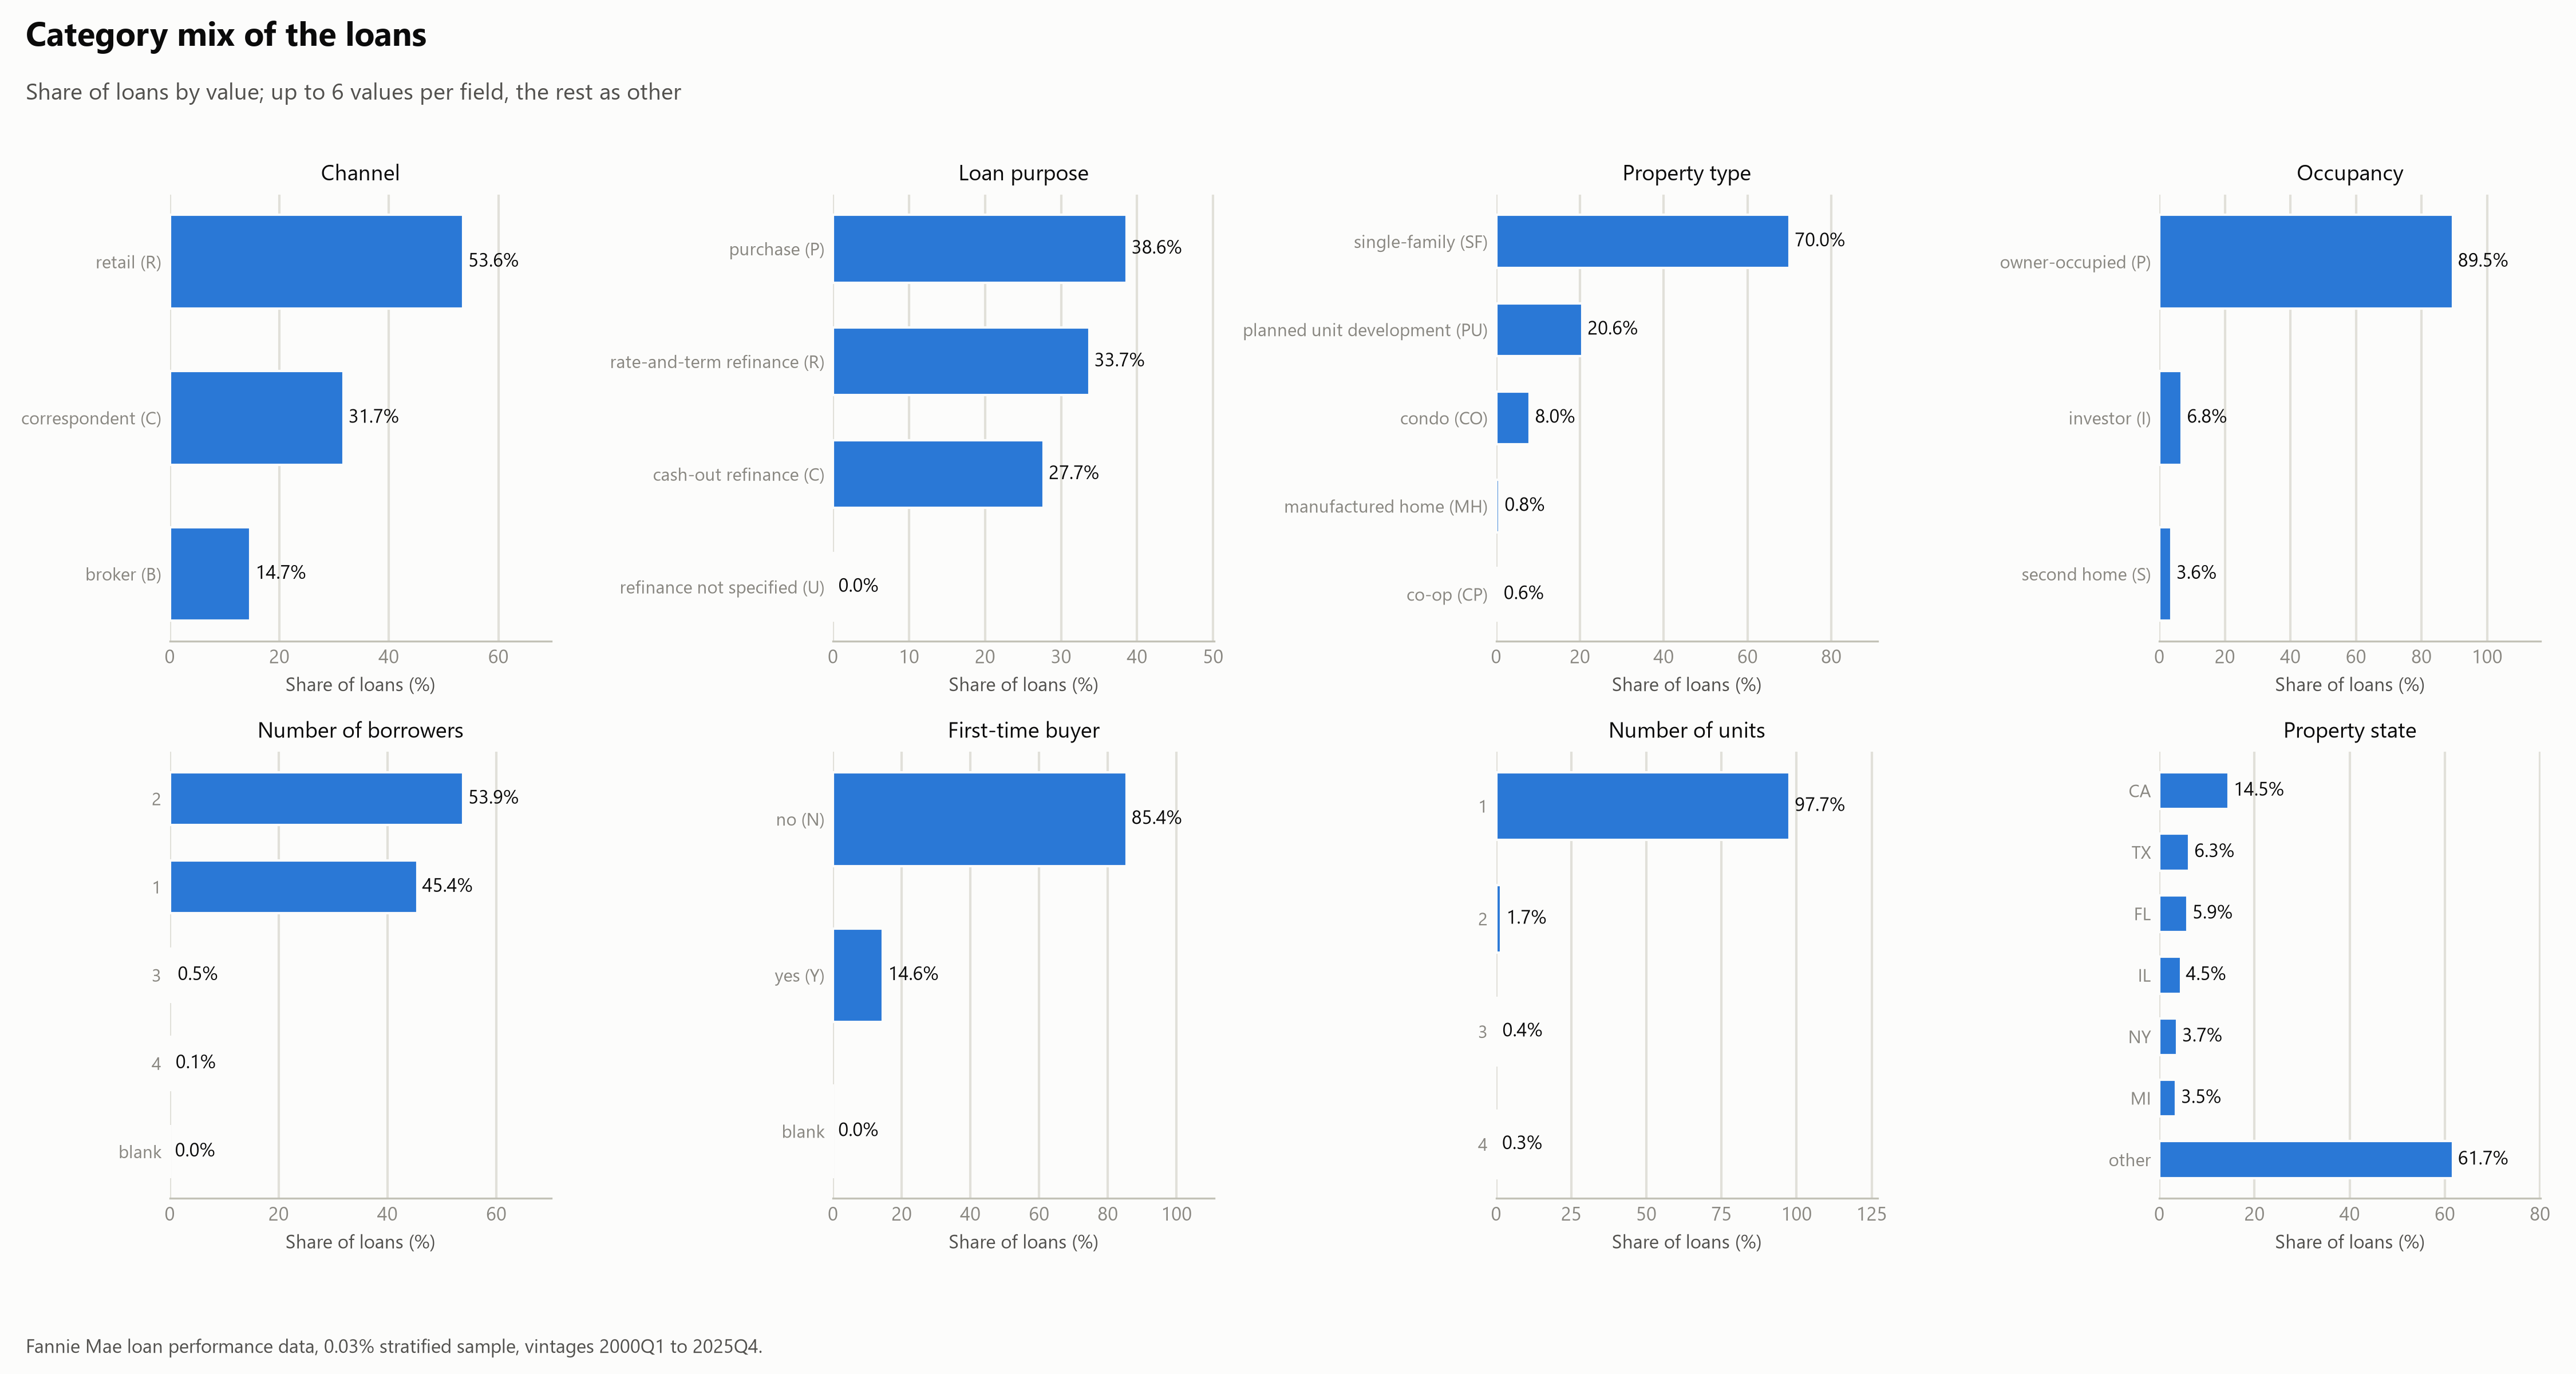 Category mix of the loans
Share of loans by value; up to 6 values per field, the rest as other
Channel
retail (R)
53.6%
correspondent (C)
31.7%
broker (B)
14.7%
0 20 40 60
Share of loans (%)
Loan purpose
purchase (P)
38.6%
rate-and-term refinance (R)
33.7%
cash-out refinance (C)
27.7%
refinance not specified (U)
0.0%
0 10 20 30 40 50
Share of loans (%)
Property type
single-family (SF)
70.0%
planned unit development (PU)
20.6%
condo (CO)
8.0%
manufactured home (MH)
0.8%
co-op (CP)
0.6%
0 20 40 60 80
Share of loans (%)
Occupancy
owner-occupied (P)
89.5%
investor (I)
6.8%
second home (S)
3.6%
0 20 40 60 80 100
Share of loans (%)
Number of borrowers
2
53.9%
1
45.4%
3
0.5%
4
0.1%
blank
0.0%
0 20 40 60
Share of loans (%)
First-time buyer
no (N)
85.4%
yes (Y)
14.6%
blank
0.0%
0 20 40 60 80 100
Share of loans (%)
Number of units
1
97.7%
2
1.7%
3
0.4%
4
0.3%
0 25 50 75 100 125
Share of loans (%)
Property state
CA
14.5%
TX
6.3%
FL
5.9%
IL
4.5%
NY
3.7%
MI
3.5%
other
61.7%
0 20 40 60 80
Share of loans (%)
Fannie Mae loan performance data, 0.03% stratified sample, vintages 2000Q1 to 2025Q4.